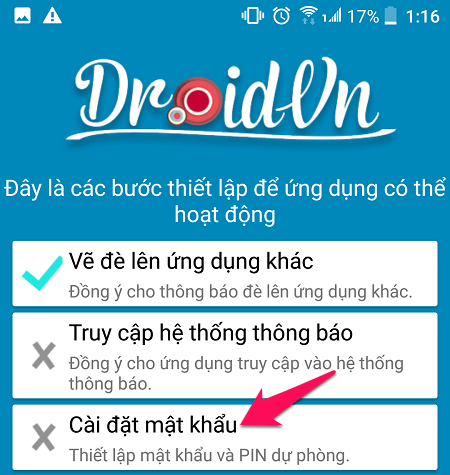 17% 1:16
DroidVn
Đây là các bước thiết lập để ứng dụng có thể
hoạt động
Vẽ đè lên ứng dụng khác
Đồng ý cho thông báo đè lên ứng dụng khác.
Truy cập hệ thống thông báo
Đồng ý cho ứng dụng truy cập vào hệ thống
thông báo.
Cài đặt mật khẩu
Thiết lập mật khẩu và PIN dự phòng.